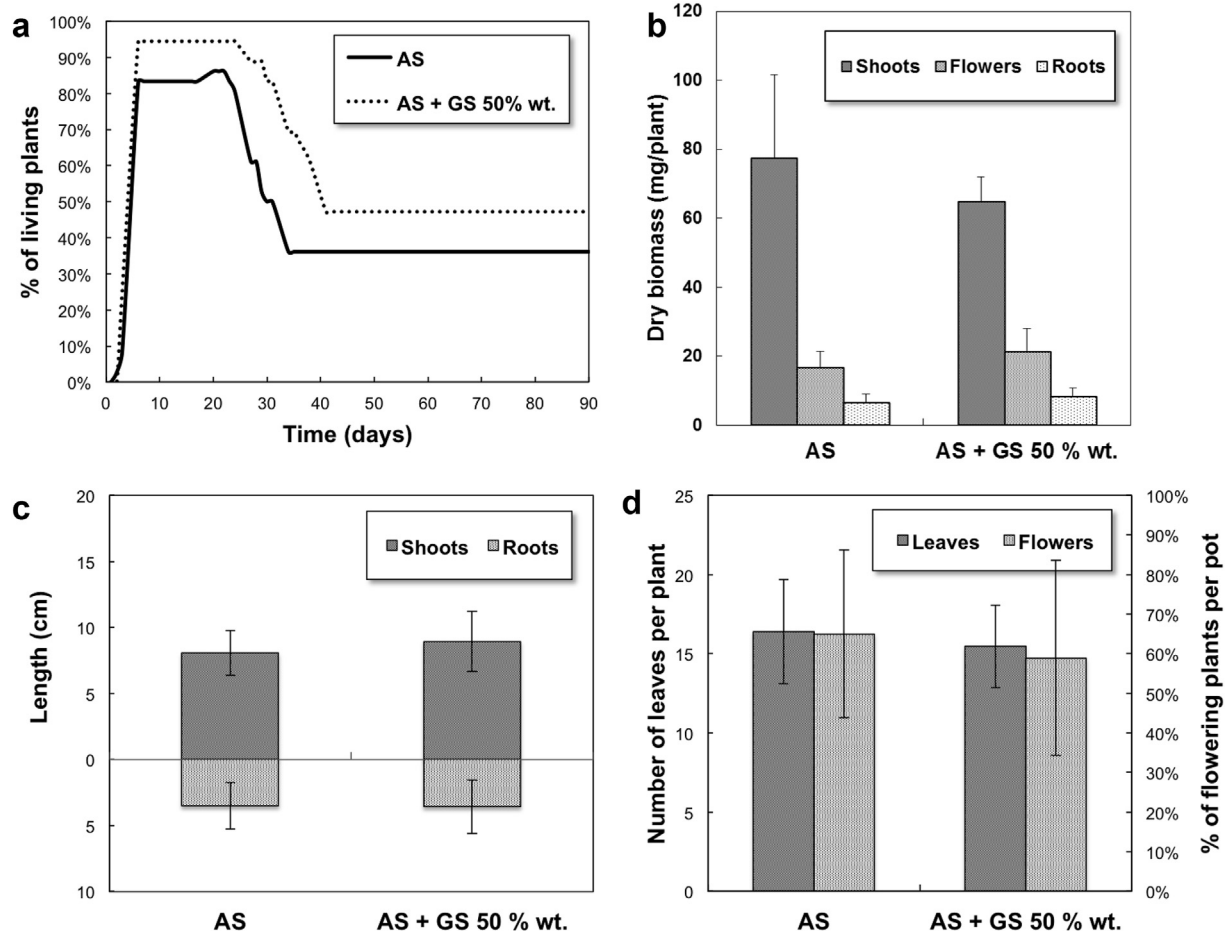 a
100%
90%
80%
70%
60%
50%
40%
30%
20%
10%
0%
% of living plants
AS
AS + GS 50% wt.
0 10 20 30 40 50 60 70 80 90
Time (days)
b
120
100
80
60
40
20
0
Dry biomass (mg/plant)
Shoots Flowers Roots
AS AS + GS 50 % wt.
c
20
15
10
5
0
5
10
Length (cm)
Shoots Roots
AS AS + GS 50 % wt.
d
25
20
15
10
5
0
Number of leaves per plant
Leaves Flowers
100%
90%
80%
70%
60%
50%
40%
30%
20%
10%
0%
% of flowering plants per pot
AS AS + GS 50 % wt.